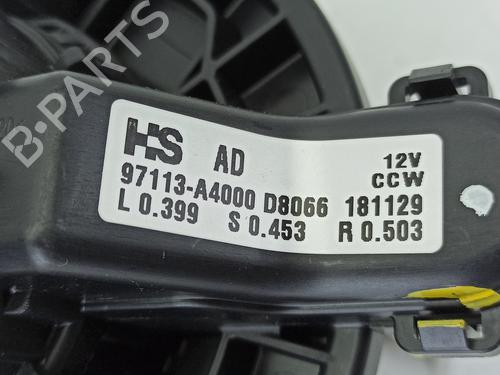 B-PARTS
HS AD 12V
CCW
97113-A4000 D8066 181129
L 0.399 S 0.453 R 0.503